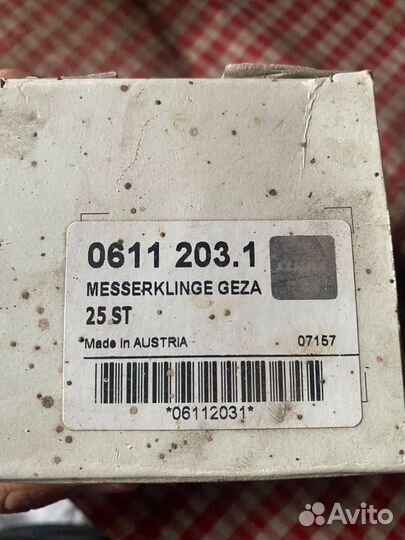 0611 203.1
MESSERKLINGE GEZA
25 ST
Made in AUSTRIA 07157
*06112031*
Avito